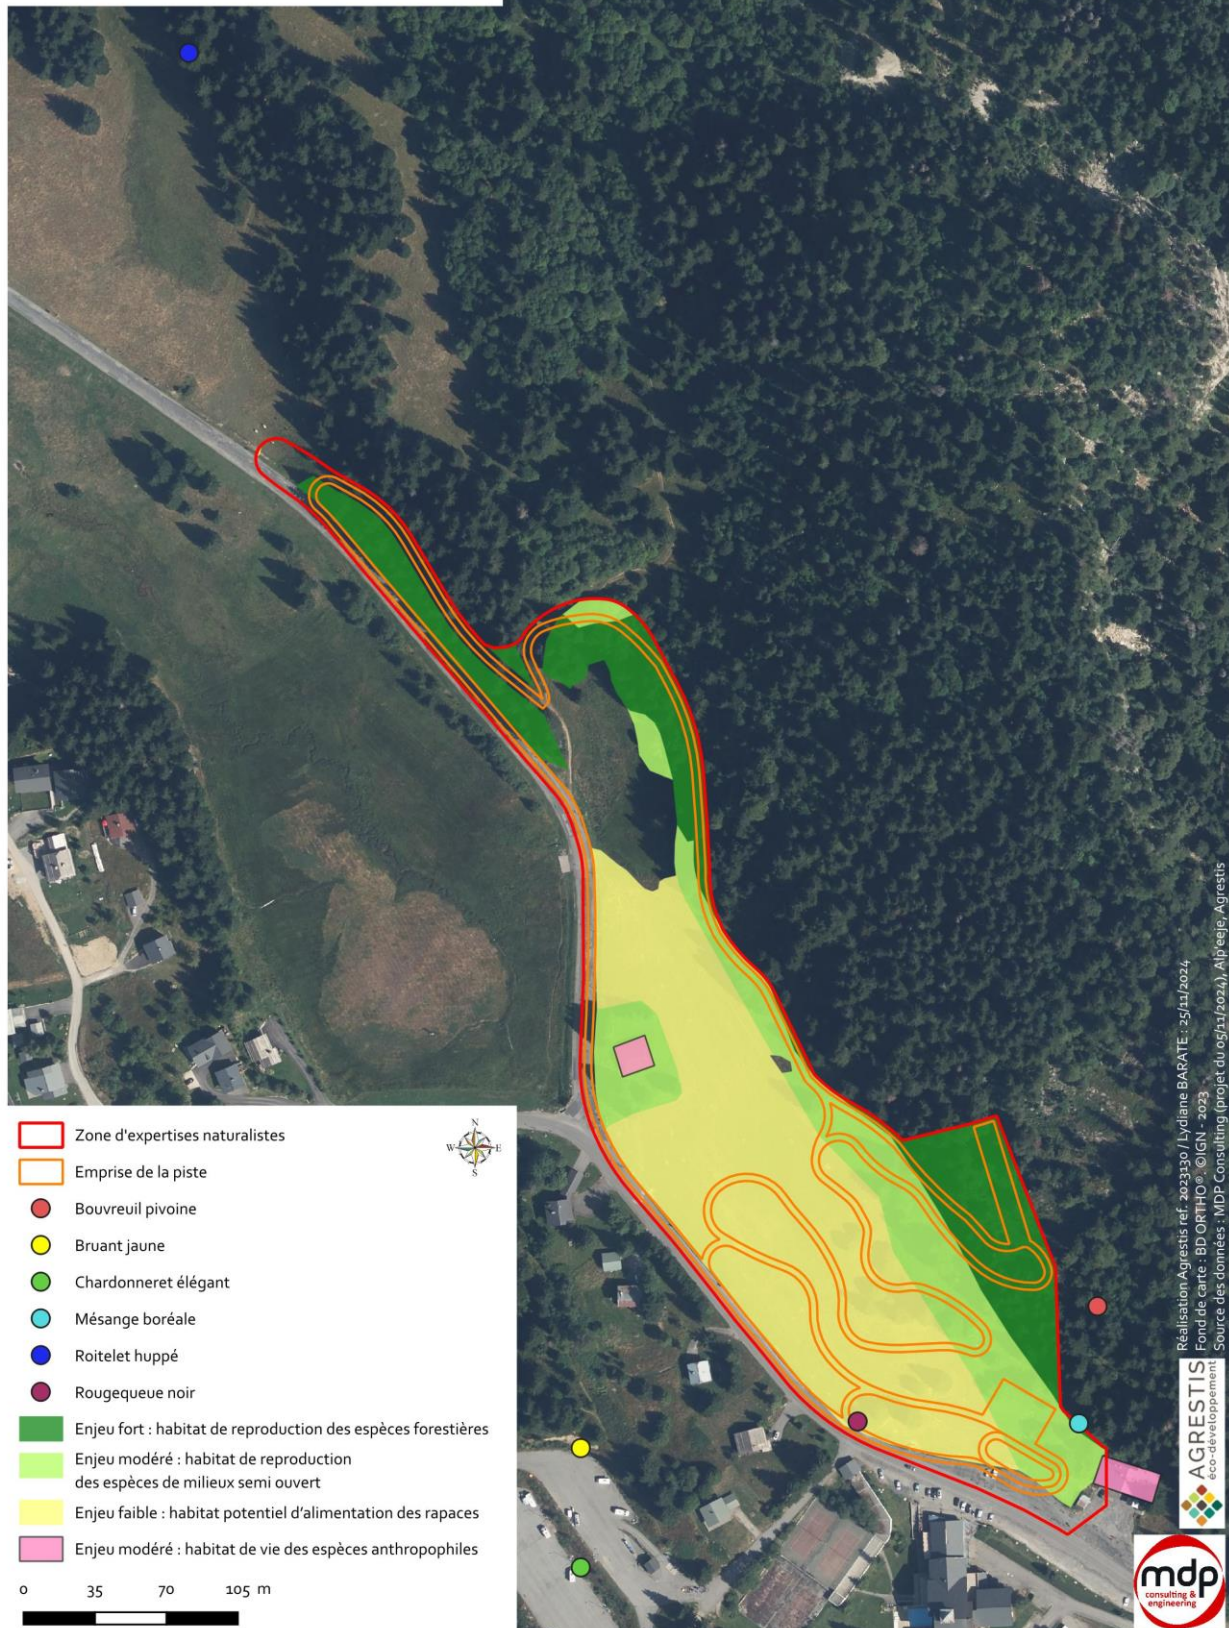 Zone d'expertises naturalistes
Emprise de la piste
Bouvreuil pivoine
Bruant jaune
Chardonneret élégant
Mésange boréale
Roitelet huppé
Rougequeue noir
Enjeu fort : habitat de reproduction des espèces forestières
Enjeu modéré : habitat de reproduction
des espèces de milieux semi ouvert
Enjeu faible : habitat potentiel d'alimentation des rapaces
Enjeu modéré : habitat de vie des espèces anthropophiles
0 35 70 105 m
N
W E
S
Réalisation Agrestis ref. 2023130 / Lydiane BARATE : 25/11/2024
Fond de carte : BD ORTHO®. ©IGN - 2023
Source des données : MDP Consulting (projet du 05/11/2024), Alp'eeje, Agrestis
AGRESTIS
éco-développement
mdp
consulting &
engineering